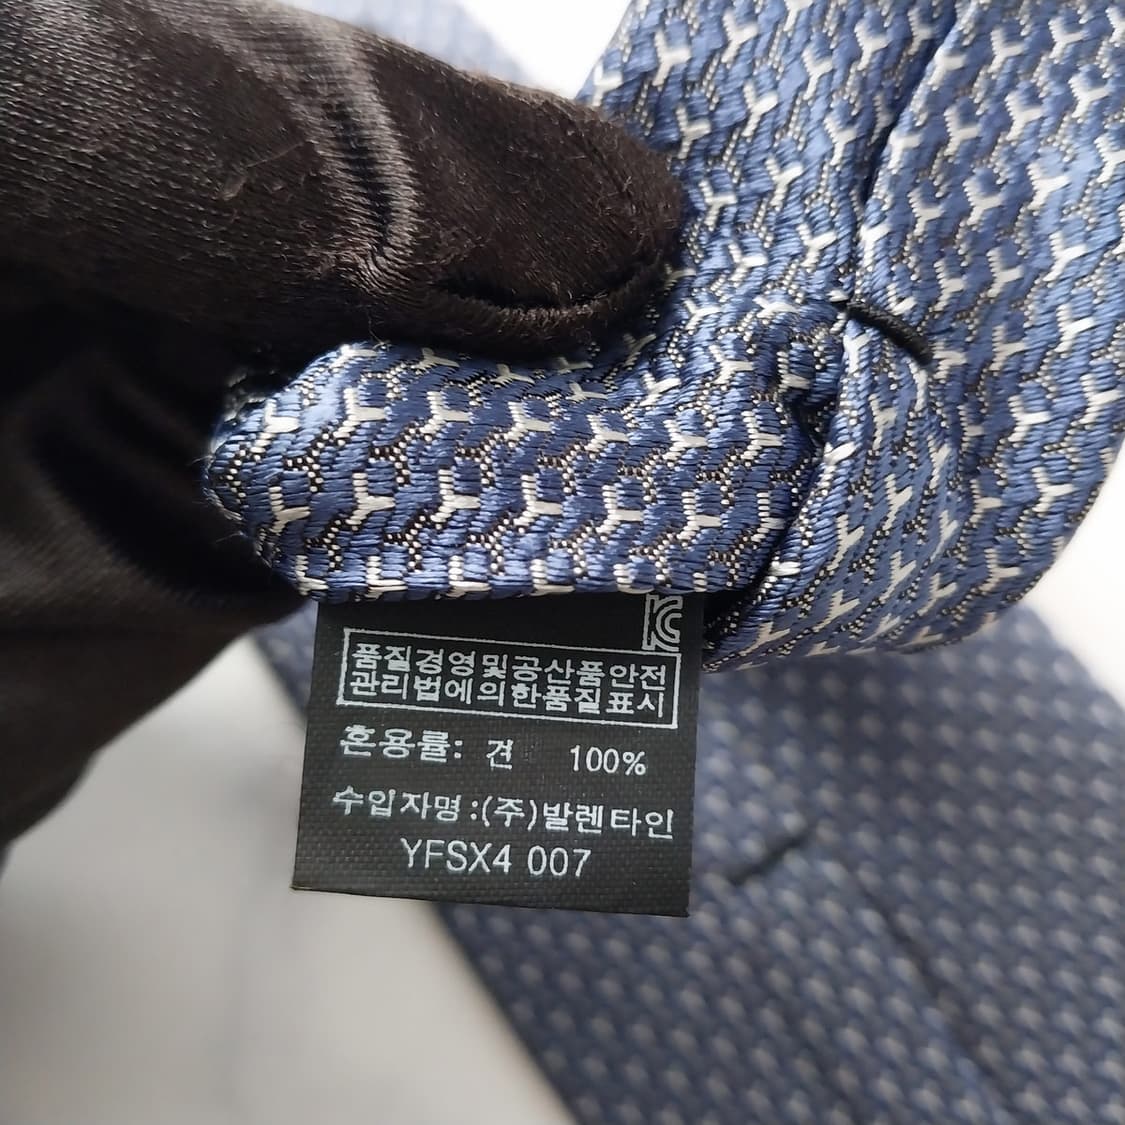 KC
품질경영및공산품안전
관리법에의한품질표시
혼용률: 견 100%
수입자명:(주)발렌타인
YFSX4 007